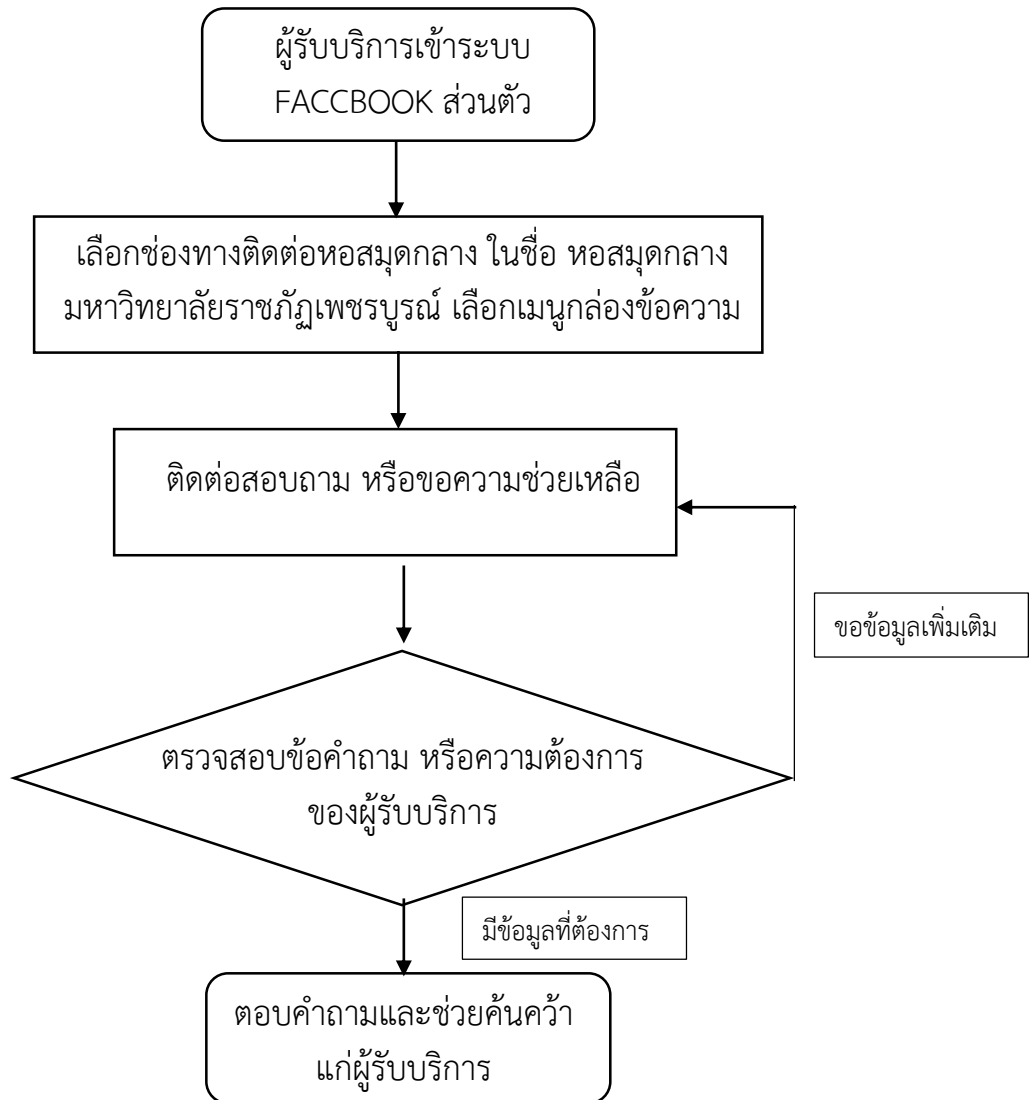 ผู้รับบริการเข้าระบบ
FACCBOOK ส่วนตัว
เลือกช่องทางติดต่อหอสมุดกลาง ในชื่อ หอสมุดกลาง
มหาวิทยาลัยราชภัฏเพชรบูรณ์ เลือกเมนูกล่องข้อความ
ติดต่อสอบถาม หรือขอความช่วยเหลือ
ขอข้อมูลเพิ่มเติม
ตรวจสอบข้อคำถาม หรือความต้องการ
ของผู้รับบริการ
มีข้อมูลที่ต้องการ
ตอบคำถามและช่วยค้นคว้า
แก่ผู้รับบริการ